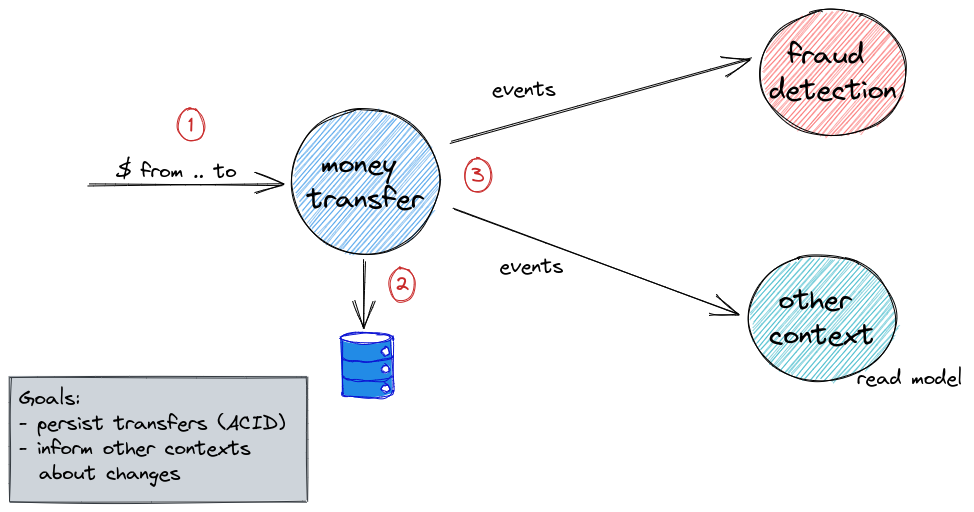 1
$ from .. to
money
transfer
2
3
events
events
fraud
detection
other
context
read model
Goals:
- persist transfers (ACID)
- inform other contexts
about changes